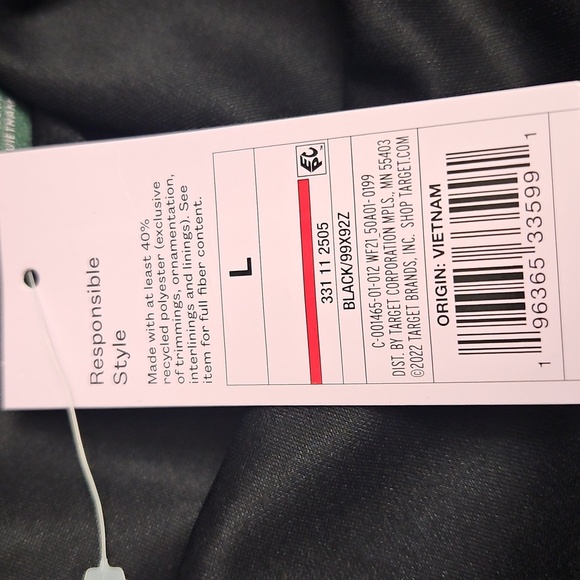 VIETNAM
Responsible
Style
Made with at least 40%
recycled polyester (exclusive
of trimmings, ornamentation,
interlinings and linings). See
item for full fiber content.
L
331 11 2505
BLACK/99X92Z
C-001465-01-012 WF21_50A01-0199
DIST. BY TARGET CORPORATION MPLS, MN 55403
©2022 TARGET BRANDS, INC. SHOP TARGET.COM
ORIGIN: VIETNAM
1 96365 33599 1